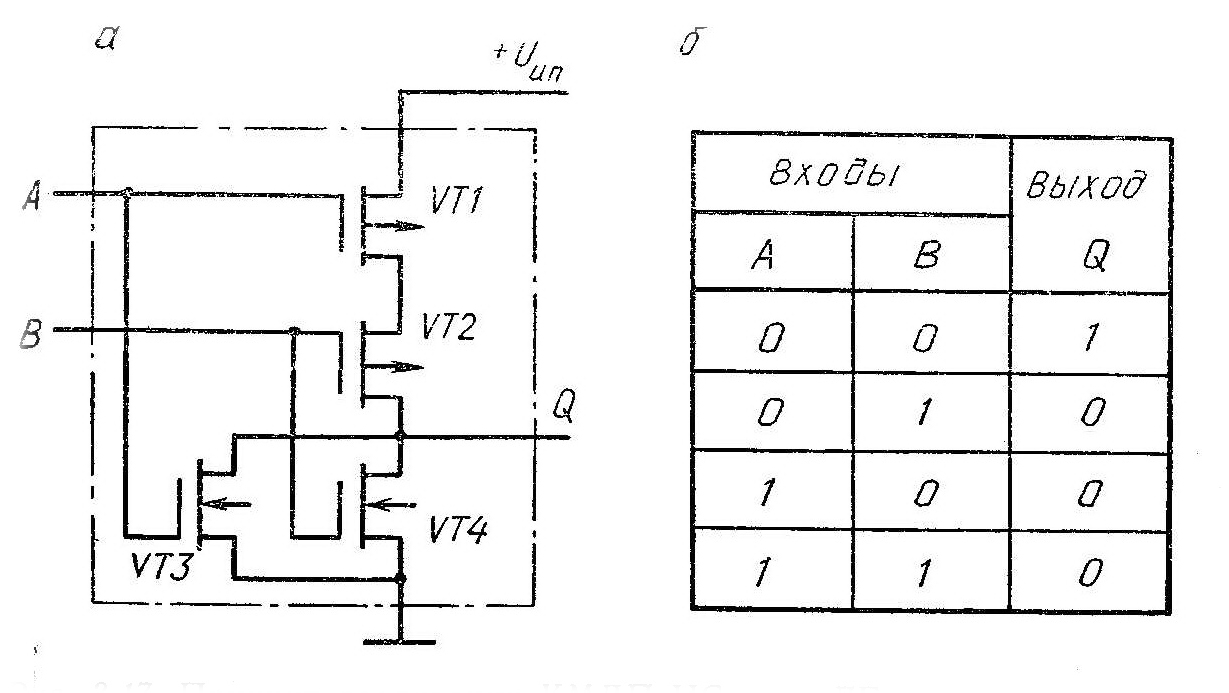 а
+Uип
A
VT1
B
VT2
Q
VT3
VT4
б
Входы Выход
A B Q
0 0 1
0 1 0
1 0 0
1 1 0